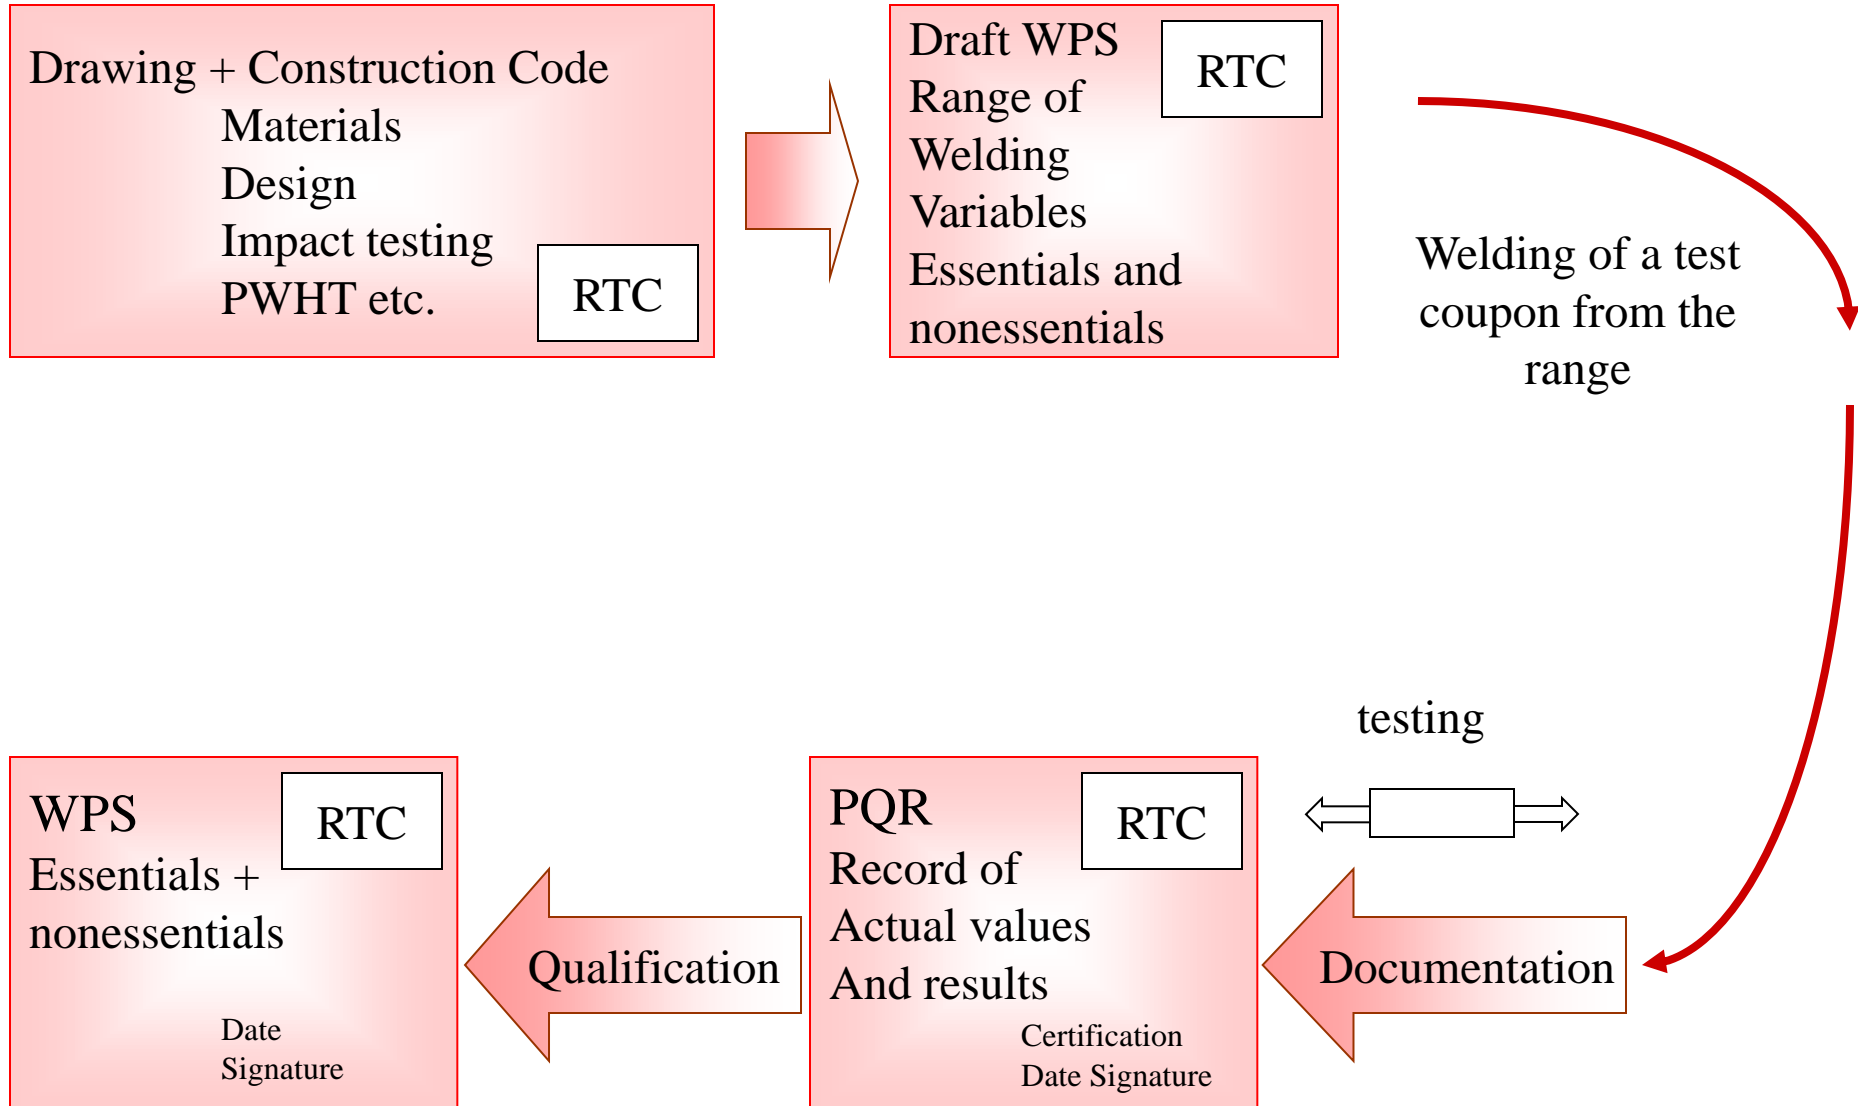 Drawing + Construction Code
Materials
Design
Impact testing
PWHT etc.
RTC
Draft WPS
Range of
Welding
Variables
Essentials and
nonessentials
RTC
Welding of a test
coupon from the
range
testing
Documentation
PQR
Record of
Actual values
And results
Certification
Date Signature
RTC
Qualification
WPS
Essentials +
nonessentials
Date
Signature
RTC